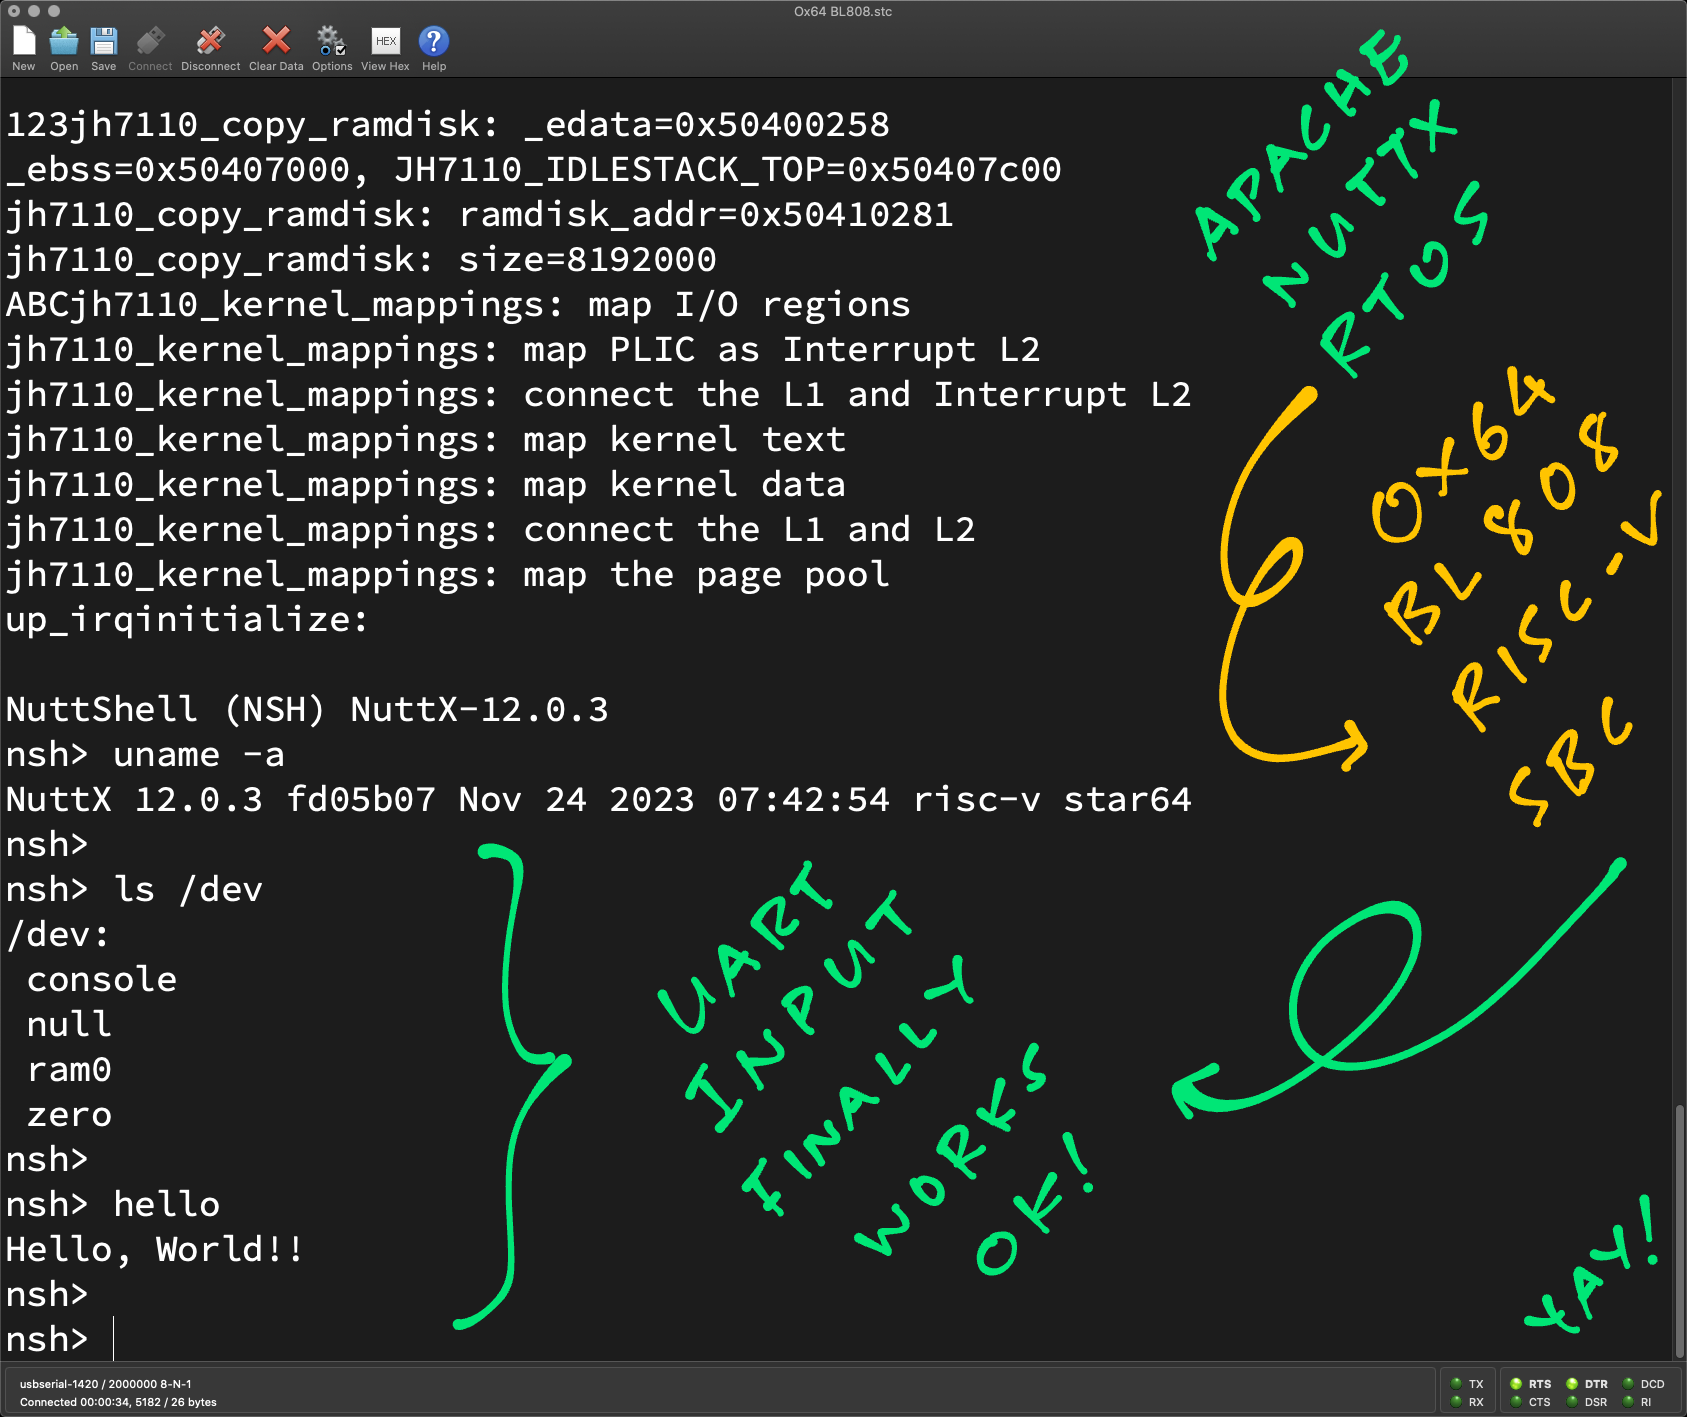 Ox64 BL808.stc
New Open Save Connect Disconnect Clear Data Options HEX View Hex ? Help
123jh7110_copy_ramdisk: _edata=0x50400258
_ebss=0x50407000, JH7110_IDLESTACK_TOP=0x50407c00
jh7110_copy_ramdisk: ramdisk_addr=0x50410281
jh7110_copy_ramdisk: size=8192000
ABCjh7110_kernel_mappings: map I/O regions
jh7110_kernel_mappings: map PLIC as Interrupt L2
jh7110_kernel_mappings: connect the L1 and Interrupt L2
jh7110_kernel_mappings: map kernel text
jh7110_kernel_mappings: map kernel data
jh7110_kernel_mappings: connect the L1 and L2
jh7110_kernel_mappings: map the page pool
up_irqinitialize:
NuttShell (NSH) NuttX-12.0.3
nsh> uname -a
NuttX 12.0.3 fd05b07 Nov 24 2023 07:42:54 risc-v star64
nsh>
nsh> ls /dev
/dev:
console
null
ram0
zero
nsh>
nsh> hello
Hello, World!!
nsh>
nsh>
APACHE
NUTTX
RTOS
OX64
BL808
RISC-V
SBC
UART
INPUT
FINALLY
WORKS
OK!
YAY!
usbserial-1420 / 2000000 8-N-1
Connected 00:00:34, 5182 / 26 bytes
TX RTS DTR DCD
RX CTS DSR RI